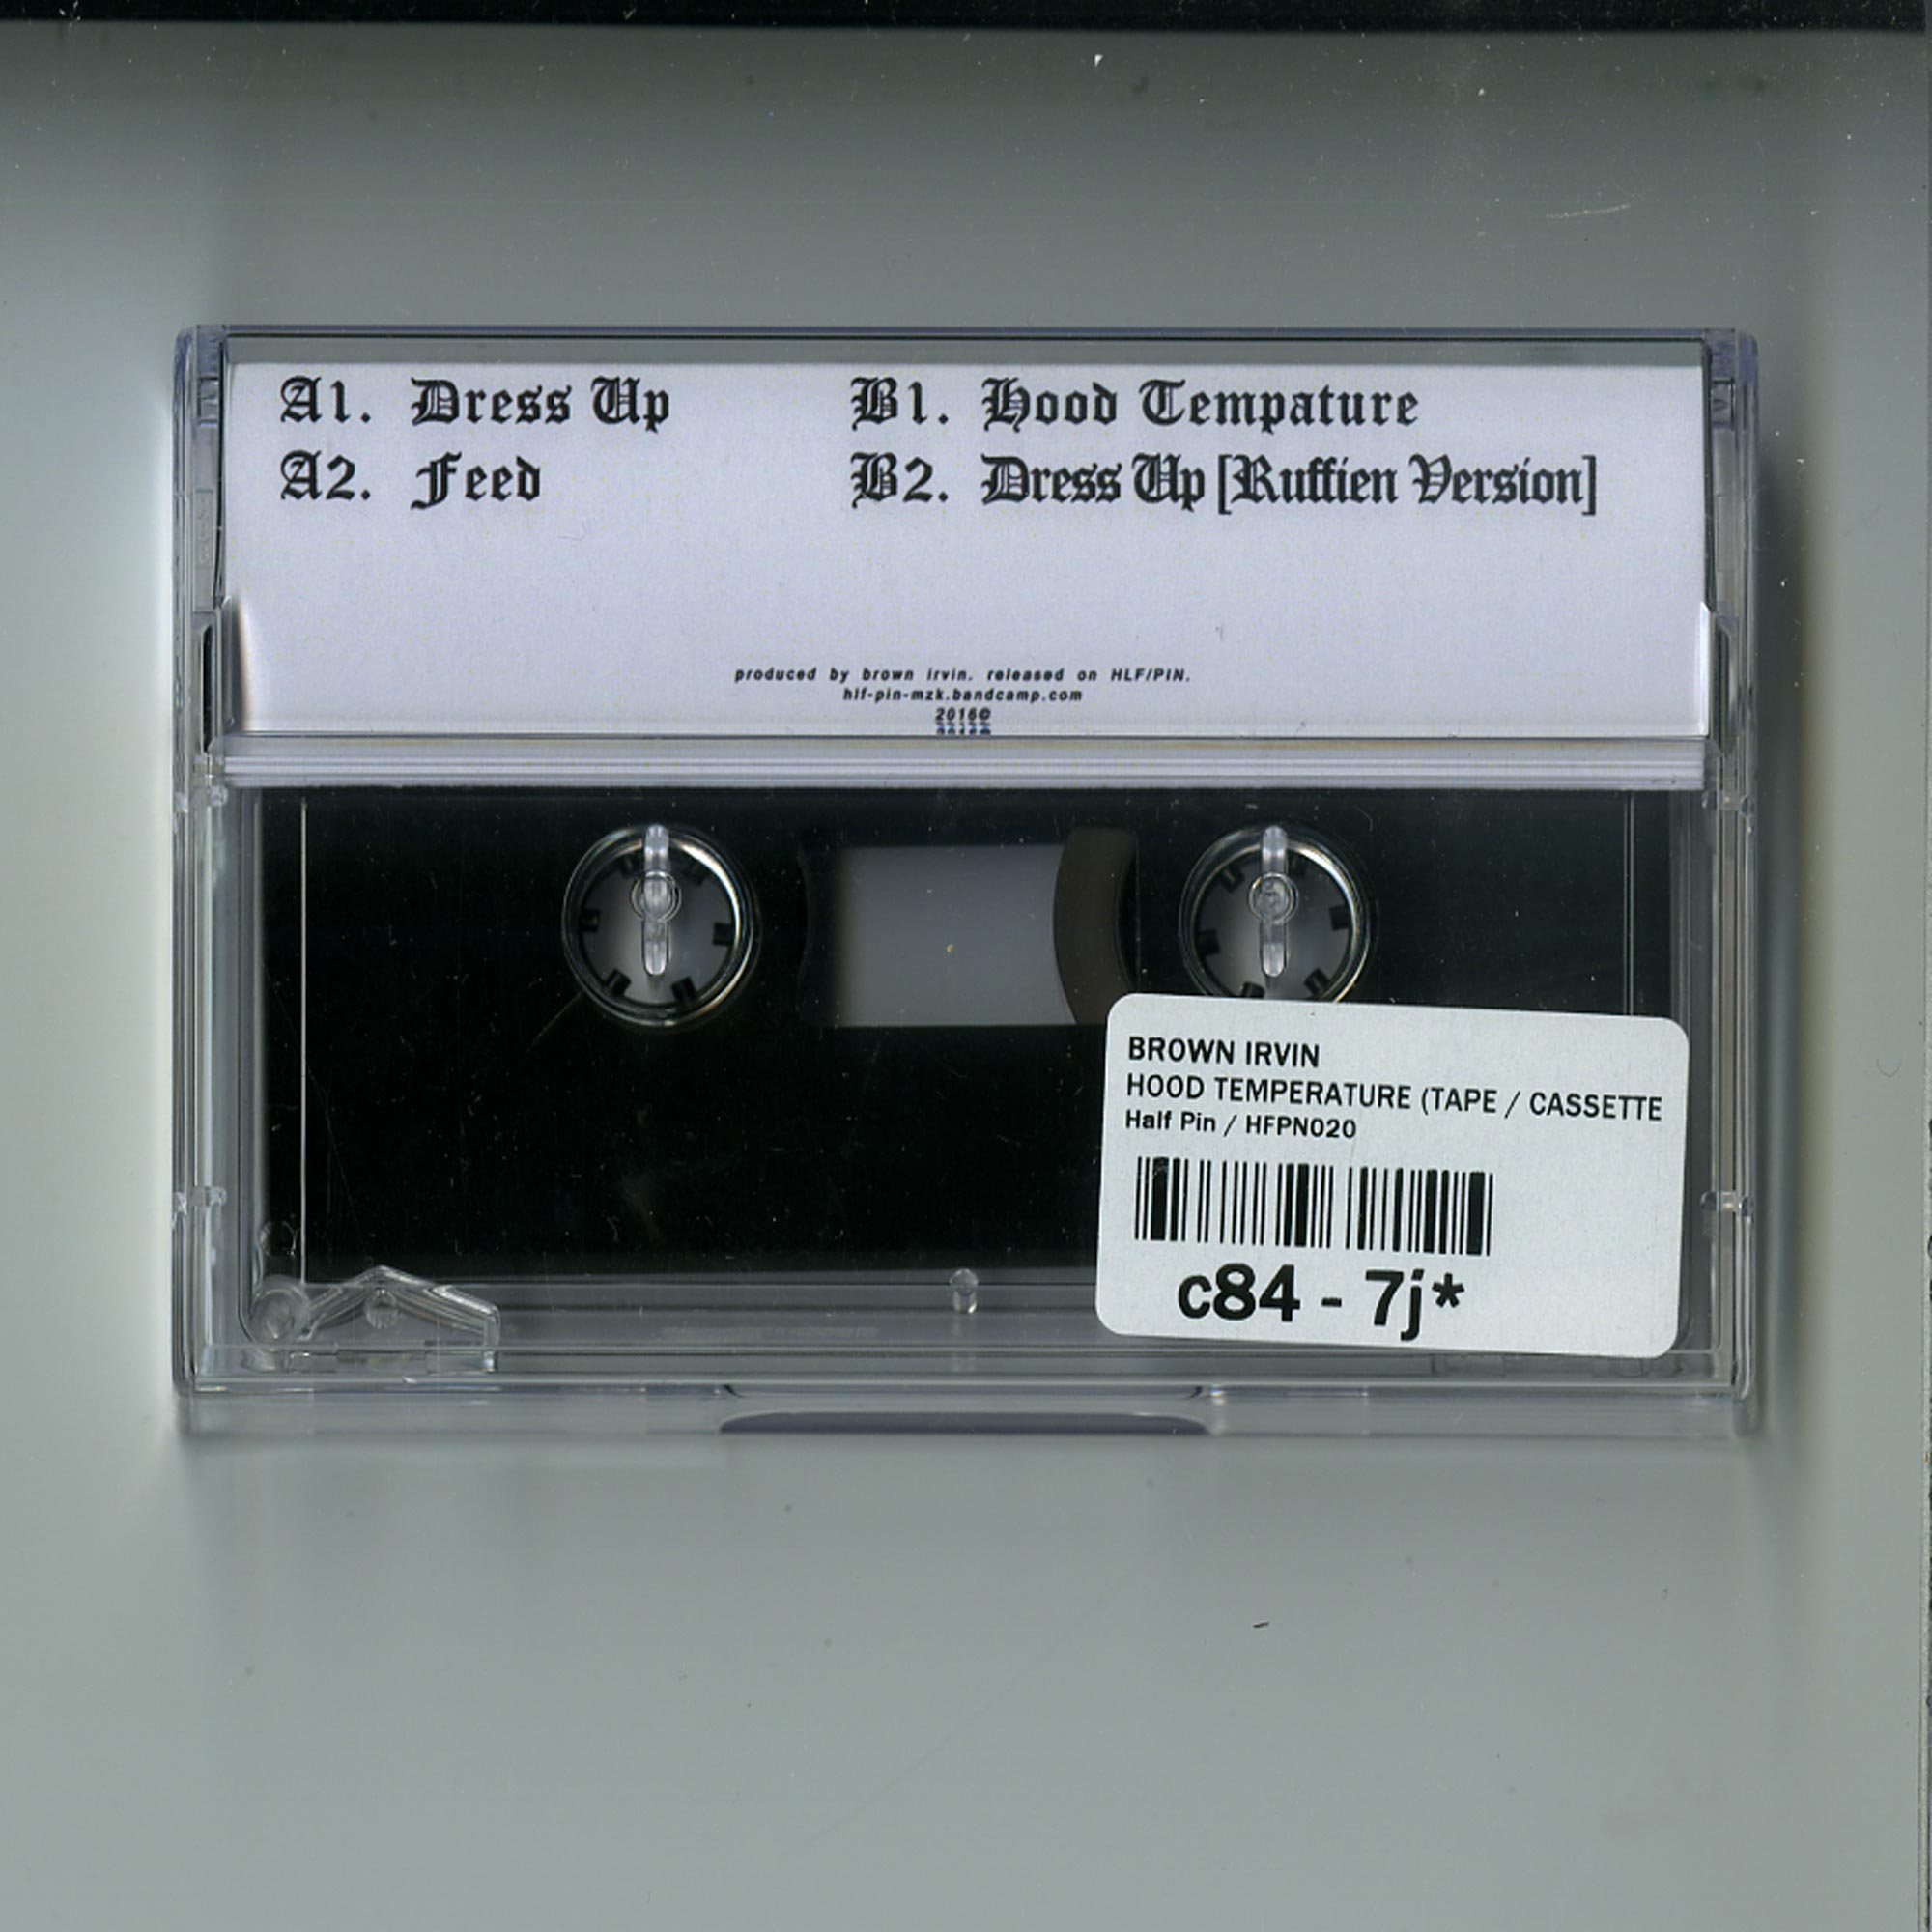 A1. Dress Up
A2. Feed
B1. Hood Tempature
B2. Dress Up [Ruffien Version]
produced by brown irvin. released on HLF/PIN.
hlf-pin-mzk.bandcamp.com
2016©
BROWN IRVIN
HOOD TEMPERATURE (TAPE / CASSETTE
Half Pin / HFPN020
c84 - 7j*